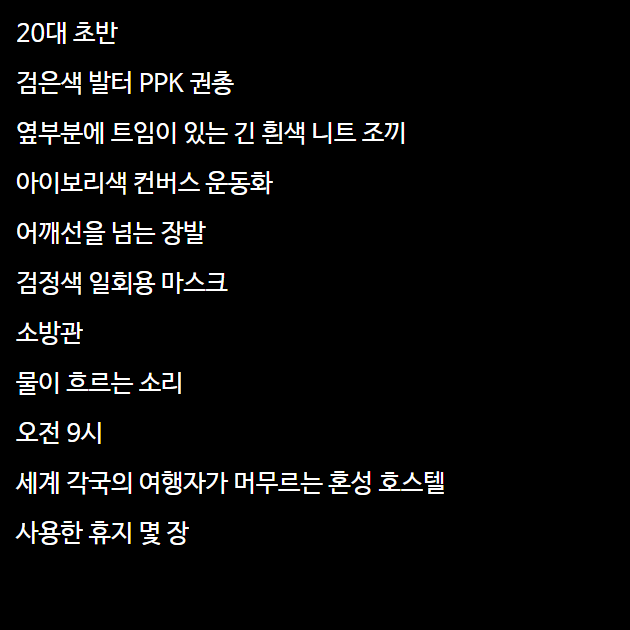 20대 초반
검은색 발터 PPK 권총
옆부분에 트임이 있는 긴 흰색 니트 조끼
아이보리색 컨버스 운동화
어깨선을 넘는 장발
검정색 일회용 마스크
소방관
물이 흐르는 소리
오전 9시
세계 각국의 여행자가 머무르는 혼성 호스텔
사용한 휴지 몇 장